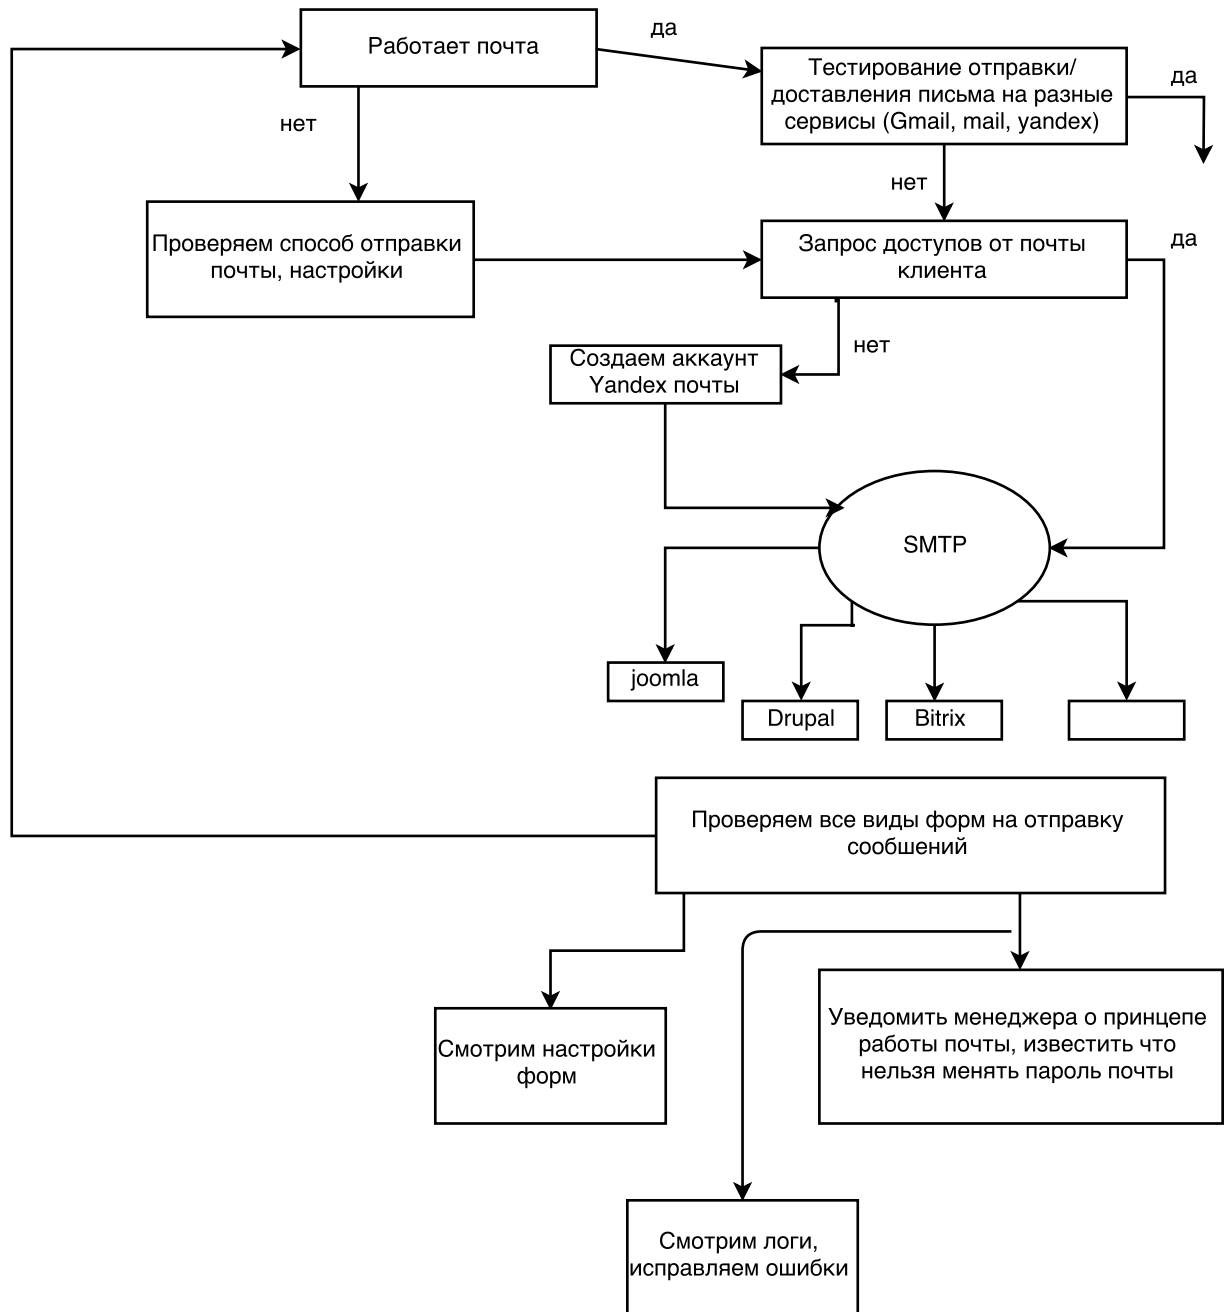 Работает почта
да
Тестирование отправки/
доставления письма на разные
сервисы (Gmail, mail, yandex)
да
нет
нет
Проверяем способ отправки
почты, настройки
Запрос доступов от почты
клиента
да
нет
Создаем аккаунт
Yandex почты
SMTP
joomla
Drupal
Bitrix
Проверяем все виды форм на отправку
сообшений
Смотрим настройки
форм
Уведомить менеджера о принцепе
работы почты, известить что
нельзя менять пароль почты
Смотрим логи,
исправляем ошибки